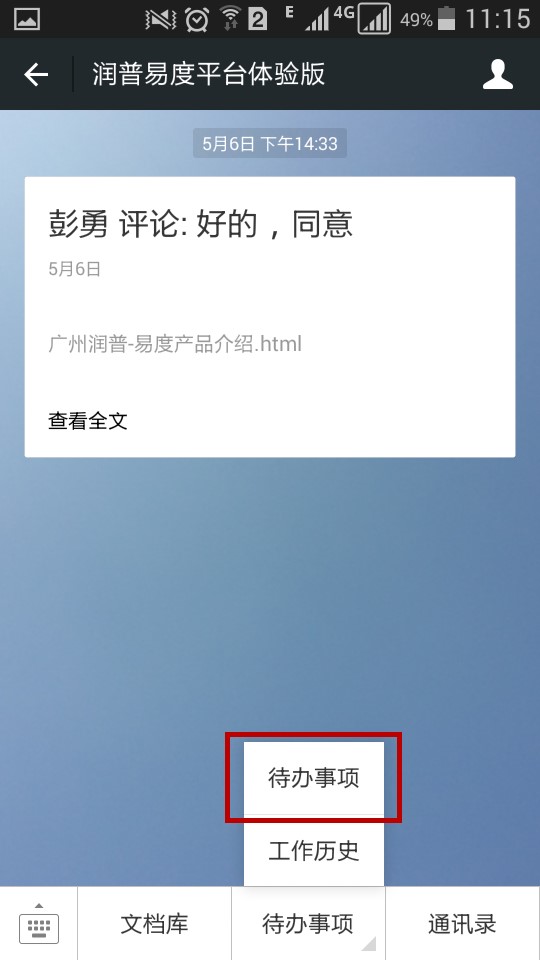 2 E 4G 49% 11:15
润普易度平台体验版
5月6日 下午14:33
彭勇 评论: 好的，同意
5月6日
广州润普-易度产品介绍.html
查看全文
待办事项
工作历史
文档库 待办事项 通讯录